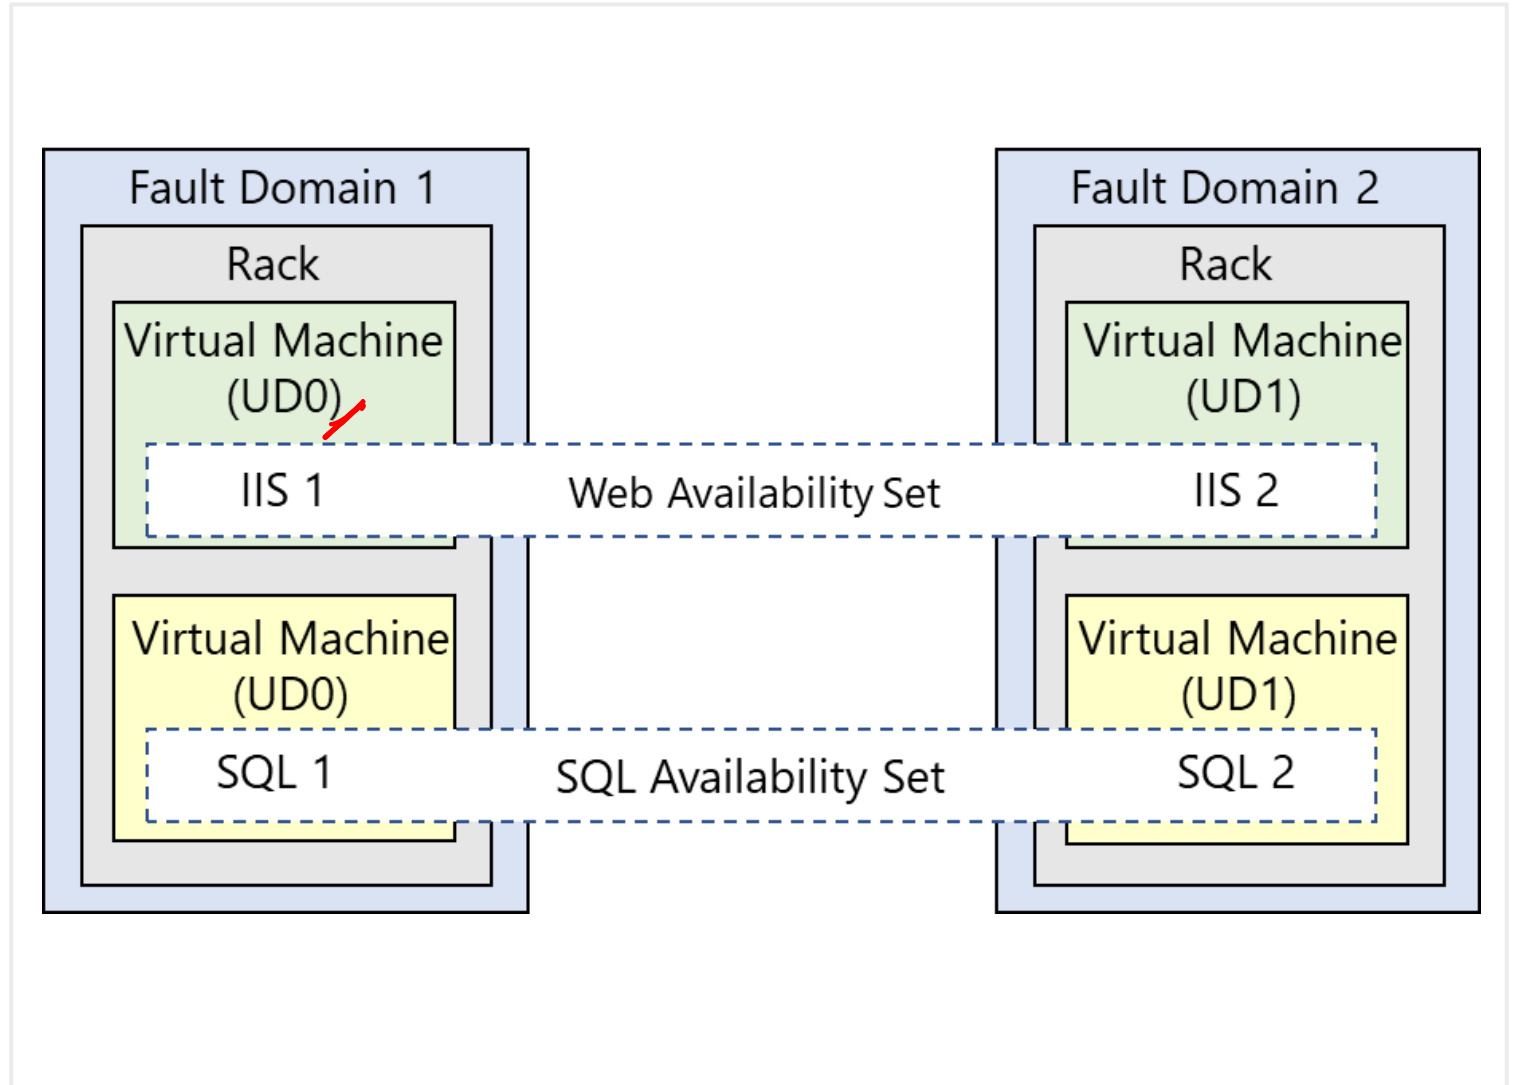 Fault Domain 1
Rack
Virtual Machine
(UD0)
IIS 1
Virtual Machine
(UD0)
SQL 1
Web Availability Set
SQL Availability Set
Fault Domain 2
Rack
Virtual Machine
(UD1)
IIS 2
Virtual Machine
(UD1)
SQL 2